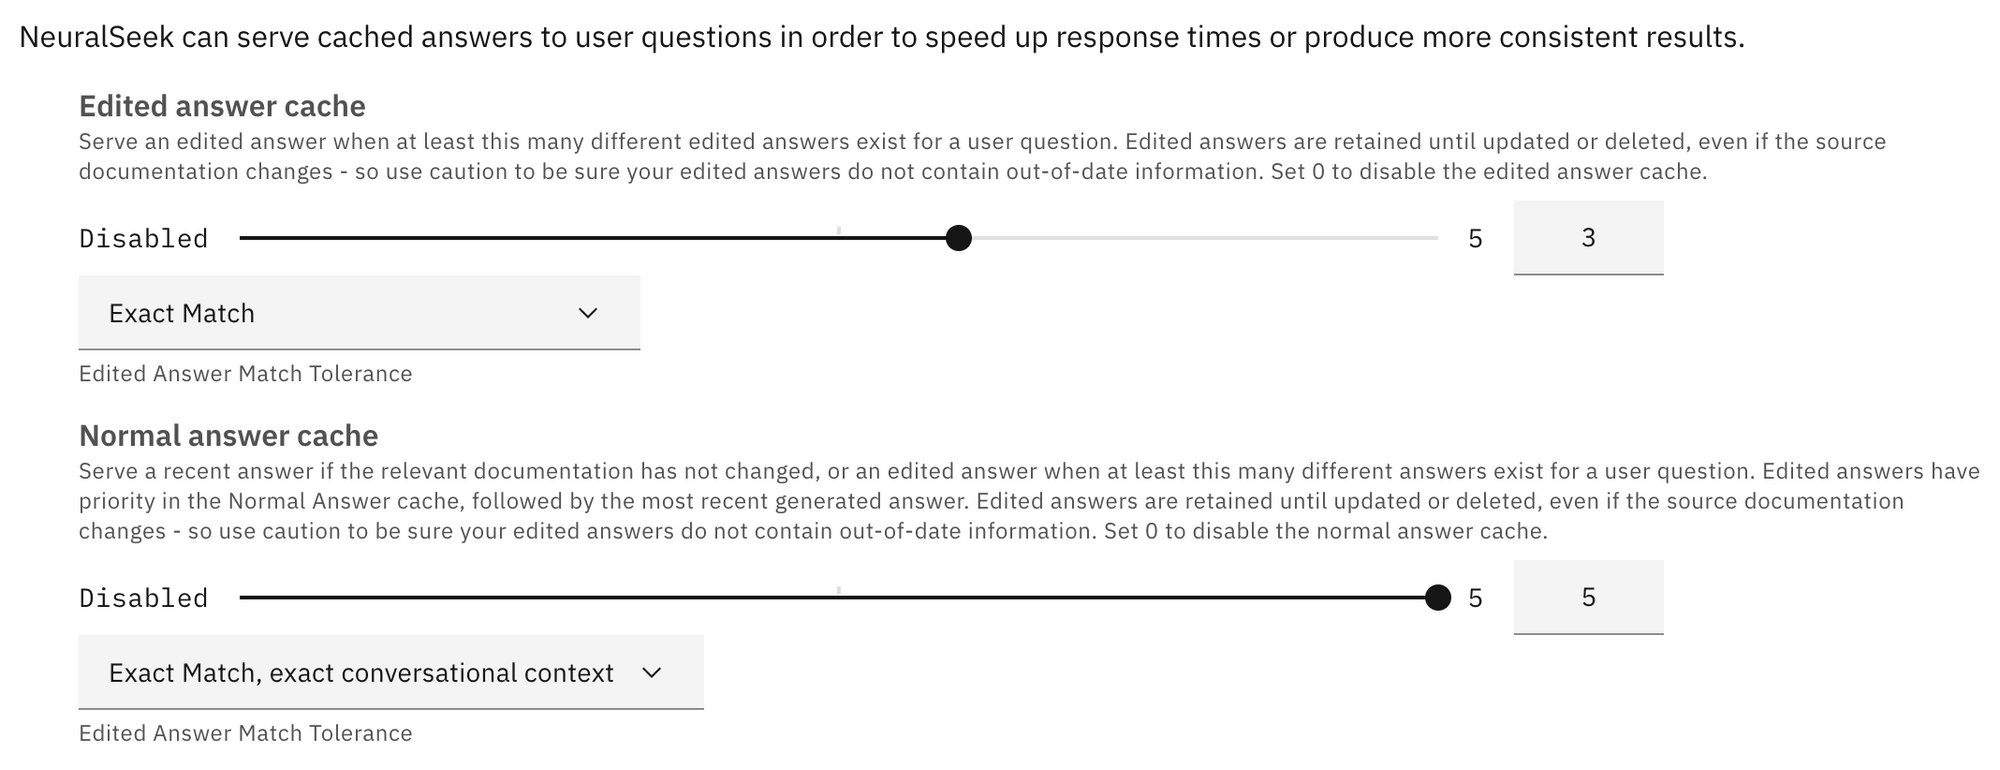 NeuralSeek can serve cached answers to user questions in order to speed up response times or produce more consistent results.
Edited answer cache
Serve an edited answer when at least this many different edited answers exist for a user question. Edited answers are retained until updated or deleted, even if the source
documentation changes - so use caution to be sure your edited answers do not contain out-of-date information. Set 0 to disable the edited answer cache.
Disabled 5 3
Exact Match
Edited Answer Match Tolerance
Normal answer cache
Serve a recent answer if the relevant documentation has not changed, or an edited answer when at least this many different answers exist for a user question. Edited answers have
priority in the Normal Answer cache, followed by the most recent generated answer. Edited answers are retained until updated or deleted, even if the source documentation
changes - so use caution to be sure your edited answers do not contain out-of-date information. Set 0 to disable the normal answer cache.
Disabled 5 5
Exact Match, exact conversational context
Edited Answer Match Tolerance